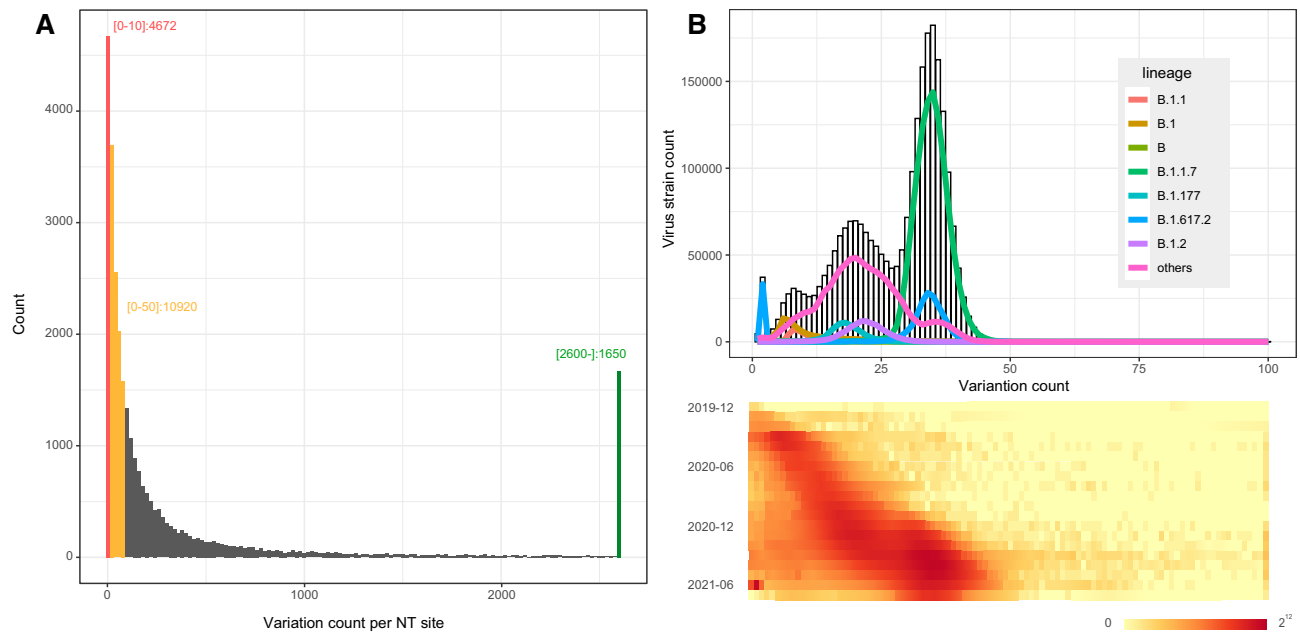 A
[0-10]:4672
[0-50]:10920
[2600-]:1650
Count
4000
3000
2000
1000
0
0
1000
2000
Variation count per NT site
B
Virus strain count
150000
100000
50000
0
lineage
B.1.1
B.1
B
B.1.1.7
B.1.177
B.1.617.2
B.1.2
others
0
25
50
75
100
Variantion count
2019-12
2020-06
2020-12
2021-06
0
2¹²